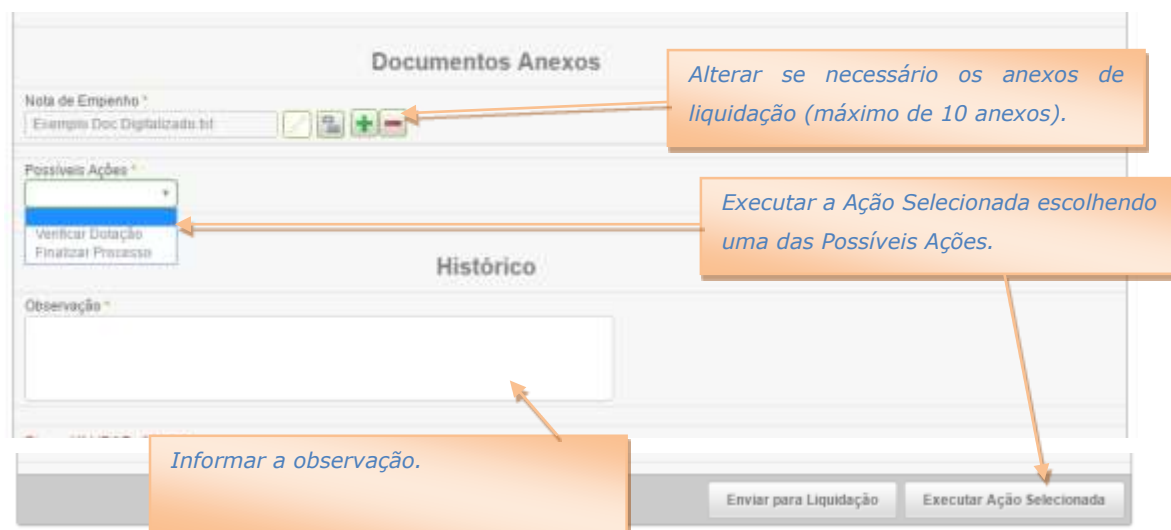 Documentos Anexos
Alterar se necessário os anexos de
liquidação (máximo de 10 anexos).
Nota de Empenho *
Exemplo Doc Digitalizado.txt
Possíveis Ações *
Executar a Ação Selecionada escolhendo
uma das Possíveis Ações.
Verificar Dotação
Finalizar Processo
Histórico
Observação *
Informar a observação.
Enviar para Liquidação
Executar Ação Selecionada